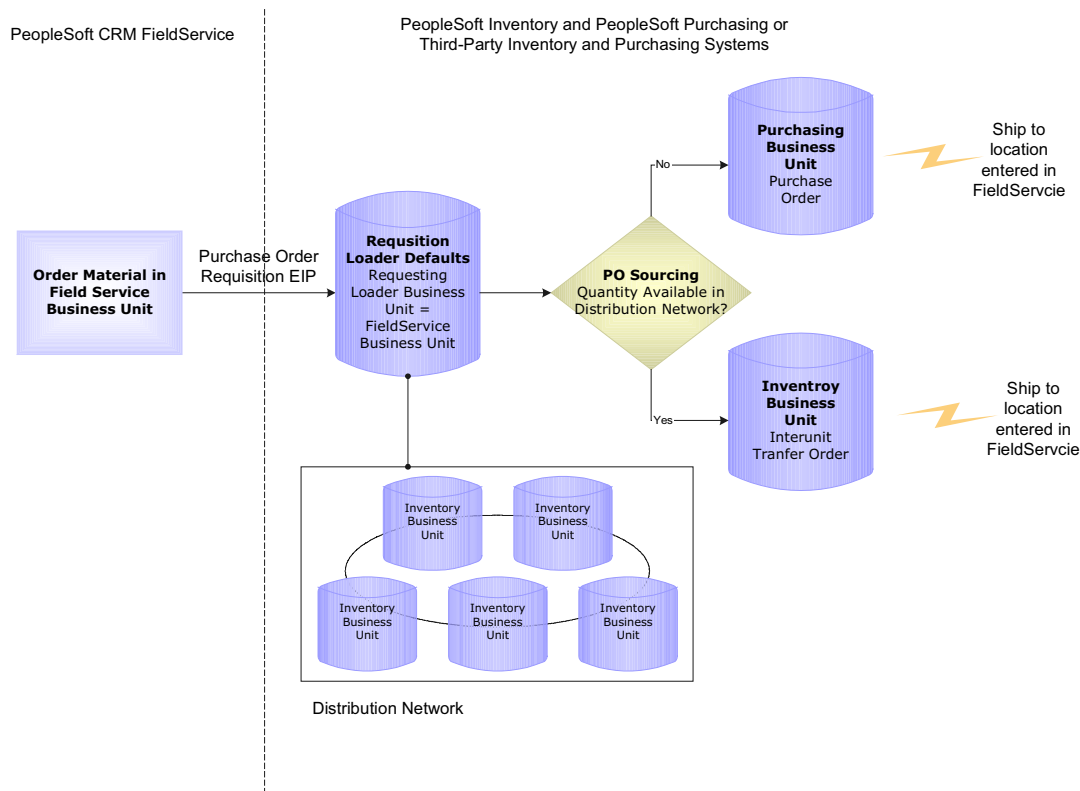 PeopleSoft CRM FieldService
PeopleSoft Inventory and PeopleSoft Purchasing or
Third-Party Inventory and Purchasing Systems
Order Material in
Field Service
Business Unit
Purchase Order
Requisition EIP
Requsition
Loader Defaults
Requesting
Loader Business
Unit =
FieldService
Business Unit
PO Sourcing
Quantity Available in
Distribution Network?
No
Purchasing
Business
Unit
Purchase
Order
Ship to
location
entered in
FieldServcie
Yes
Inventroy
Business
Unit
Interunit
Tranfer Order
Ship to
location
entered in
FieldServcie
Inventory
Business
Unit
Inventory
Business
Unit
Inventory
Business
Unit
Inventory
Business
Unit
Inventory
Business
Unit
Distribution Network